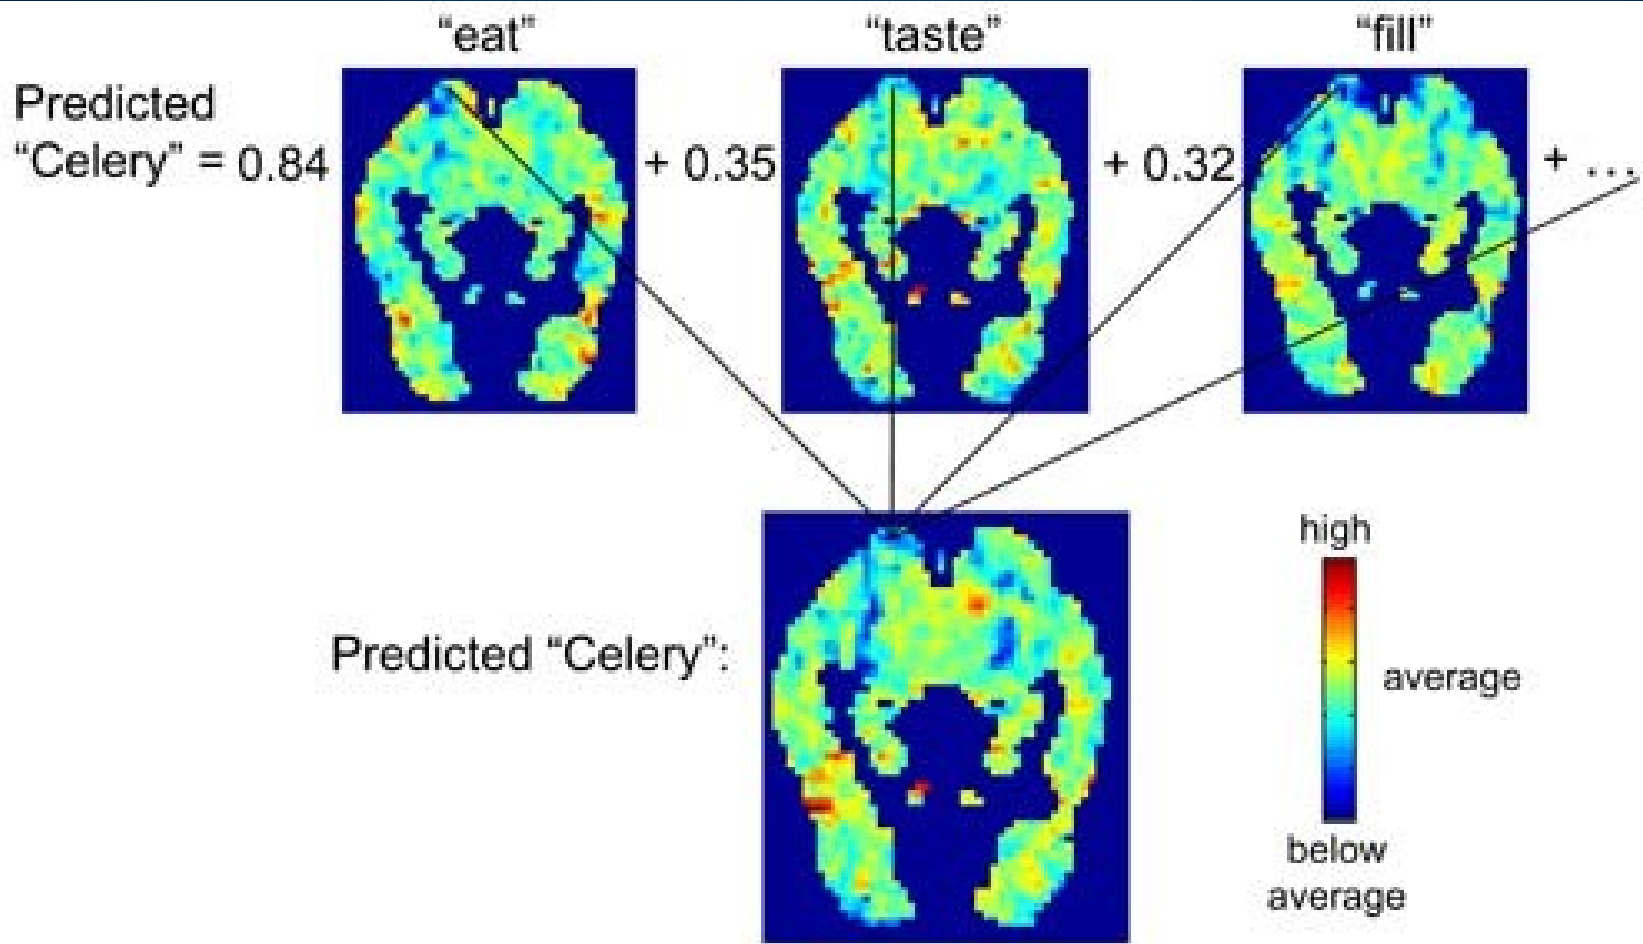 “eat” “taste” “fill”
Predicted
“Celery” = 0.84 + 0.35 + 0.32 + ...
Predicted “Celery”:
high
average
below
average